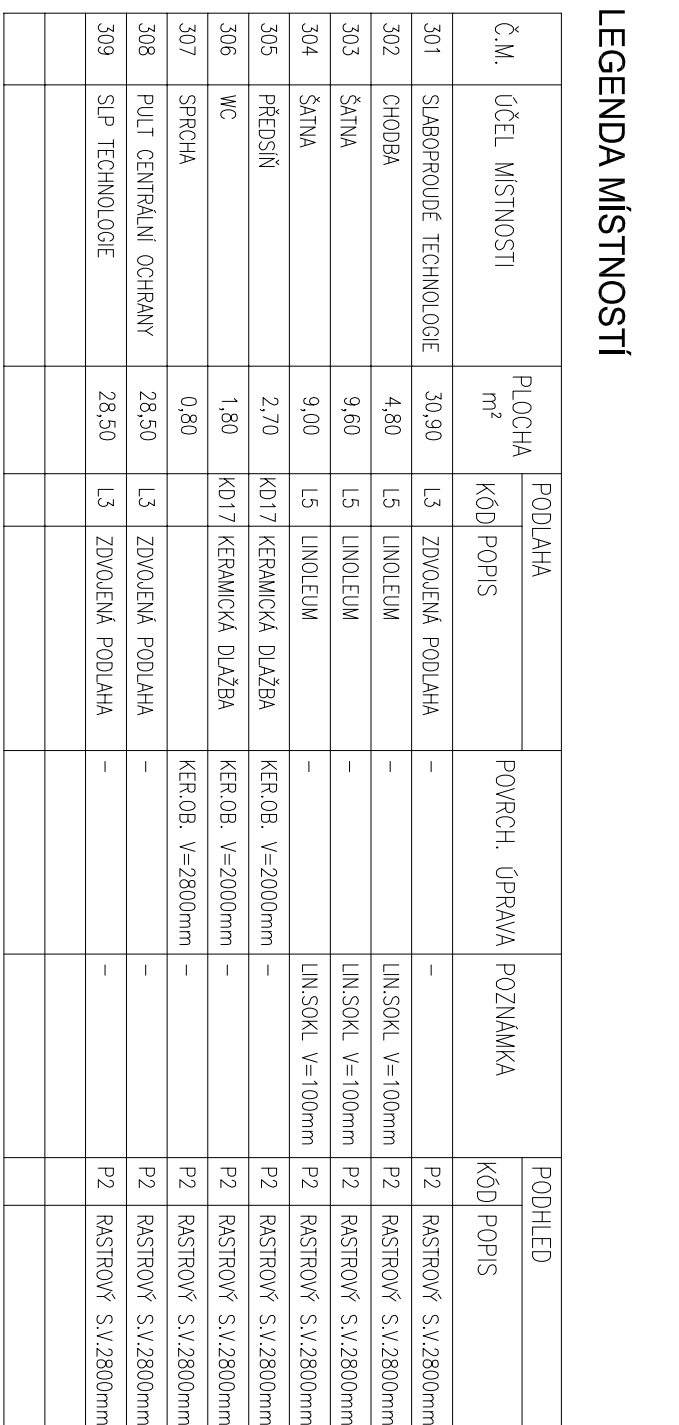 LEGENDA MÍSTNOSTÍ
Č.M. ÚČEL MÍSTNOSTI PLOCHA m² PODLAHA POVRCH. ÚPRAVA POZNÁMKA PODHLED
KÓD POPIS KÓD POPIS
301 SLABOPROUDÉ TECHNOLOGIE 30,90 L3 ZDVOJENÁ PODLAHA - - P2 RASTROVÝ S.V.2800mm
302 CHODBA 4,80 L5 LINOLEUM - LIN.SOKL V=100mm P2 RASTROVÝ S.V.2800mm
303 ŠATNA 9,60 L5 LINOLEUM - LIN.SOKL V=100mm P2 RASTROVÝ S.V.2800mm
304 ŠATNA 9,00 L5 LINOLEUM - LIN.SOKL V=100mm P2 RASTROVÝ S.V.2800mm
305 PŘEDSÍŇ 2,70 KD17 KERAMICKÁ DLAŽBA KER.OB. V=2000mm - P2 RASTROVÝ S.V.2800mm
306 WC 1,80 KD17 KERAMICKÁ DLAŽBA KER.OB. V=2000mm - P2 RASTROVÝ S.V.2800mm
307 SPRCHA 0,80 KER.OB. V=2800mm - P2 RASTROVÝ S.V.2800mm
308 PULT CENTRÁLNÍ OCHRANY 28,50 L3 ZDVOJENÁ PODLAHA - - P2 RASTROVÝ S.V.2800mm
309 SLP TECHNOLOGIE 28,50 L3 ZDVOJENÁ PODLAHA - - P2 RASTROVÝ S.V.2800mm